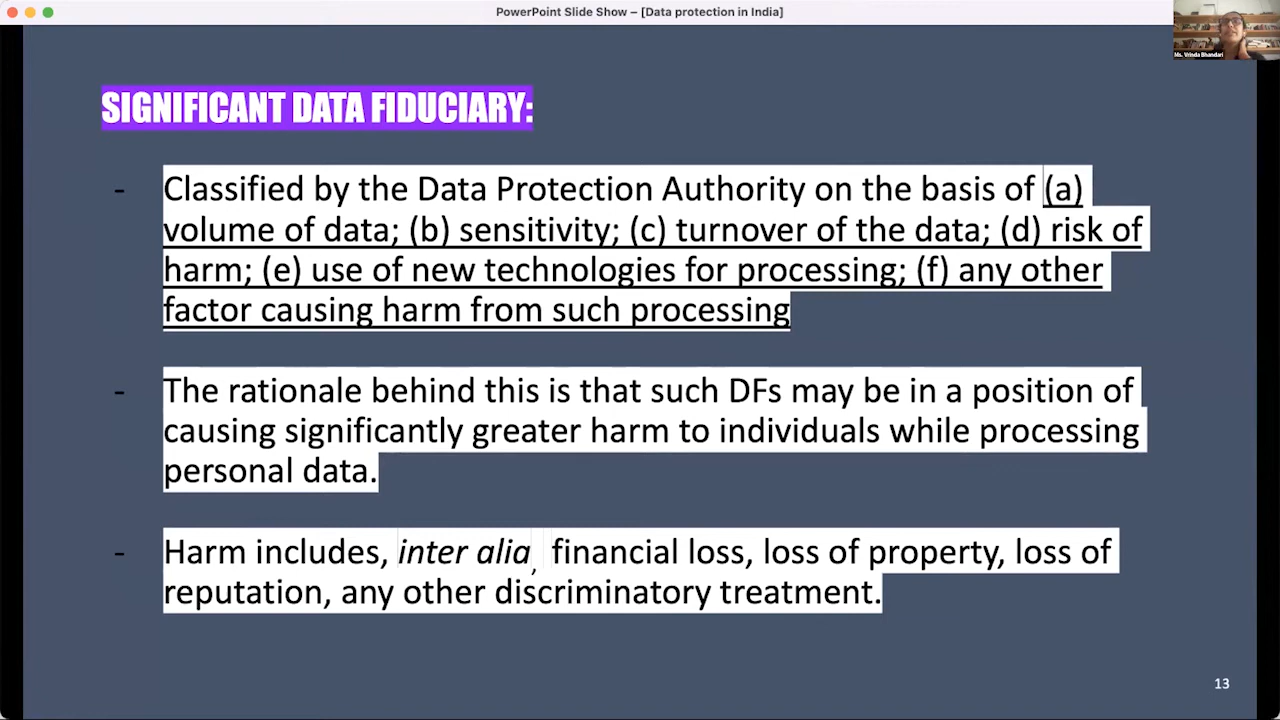 PowerPoint Slide Show – [Data protection in India]
Ms. Vrinda Bhandari
SIGNIFICANT DATA FIDUCIARY:
- Classified by the Data Protection Authority on the basis of (a)
volume of data; (b) sensitivity; (c) turnover of the data; (d) risk of
harm; (e) use of new technologies for processing; (f) any other
factor causing harm from such processing
- The rationale behind this is that such DFs may be in a position of
causing significantly greater harm to individuals while processing
personal data.
- Harm includes, inter alia, financial loss, loss of property, loss of
reputation, any other discriminatory treatment.
13